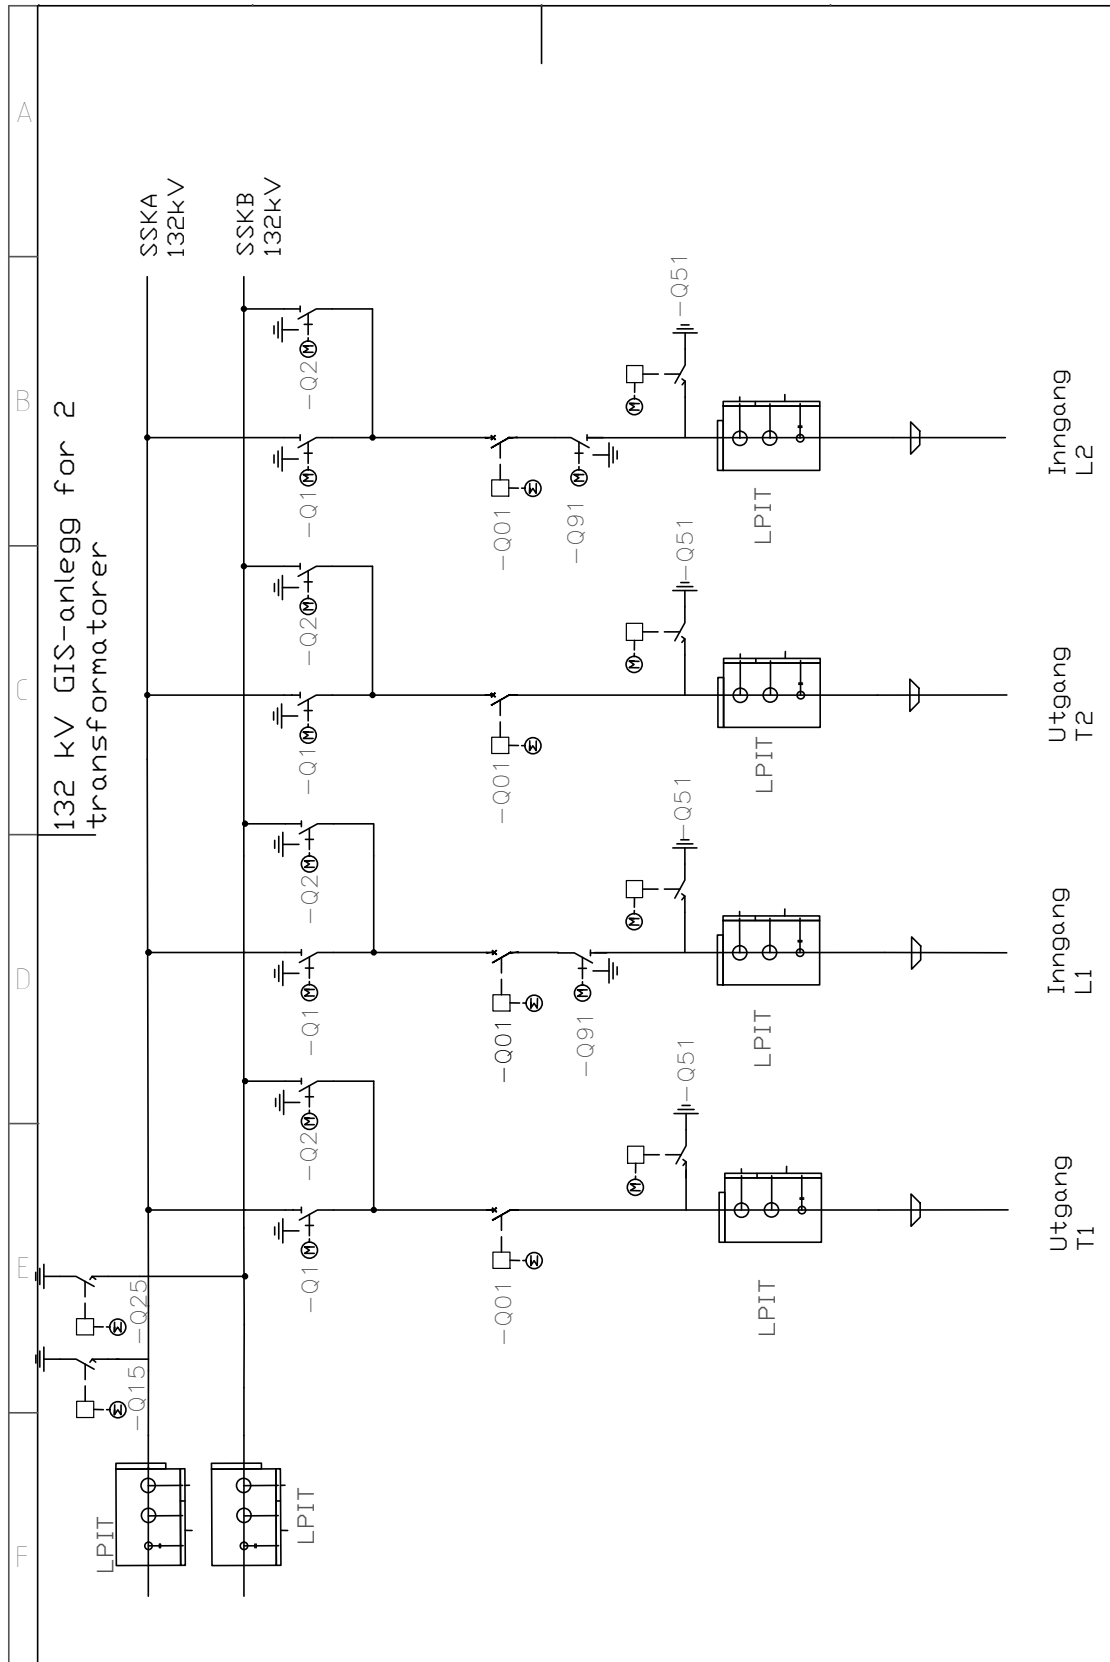 A
B
C
D
E
F
132 kV GIS-anlegg for 2
transformatorer
SSKA
132kV
SSKB
132kV
LPIT
LPIT
-Q15
-Q25
M
M
-Q1
M
-Q2
M
-Q01
M
M
-Q51
LPIT
Utgang
T1
-Q1
M
-Q2
M
-Q01
M
-Q91
M
M
-Q51
LPIT
Inngang
L1
-Q1
M
-Q2
M
-Q01
M
M
-Q51
LPIT
Utgang
T2
-Q1
M
-Q2
M
-Q01
M
-Q91
M
M
-Q51
LPIT
Inngang
L2